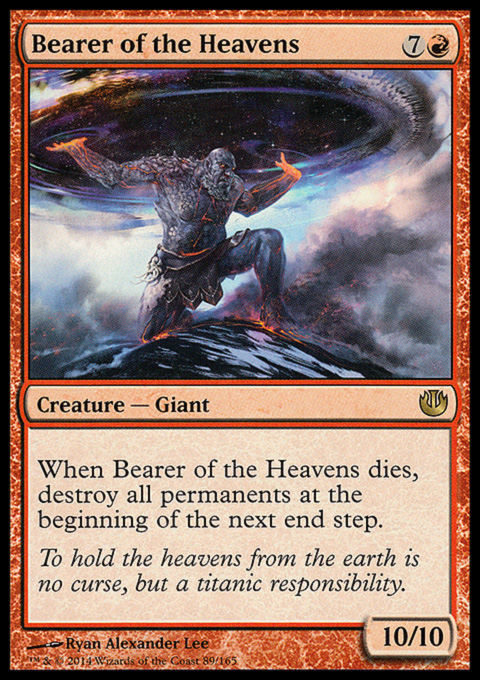 Bearer of the Heavens 7
Creature — Giant
When Bearer of the Heavens dies,
destroy all permanents at the
beginning of the next end step.
To hold the heavens from the earth is
no curse, but a titanic responsibility.
10/10
Ryan Alexander Lee
™ & © 2014 Wizards of the Coast 89/165